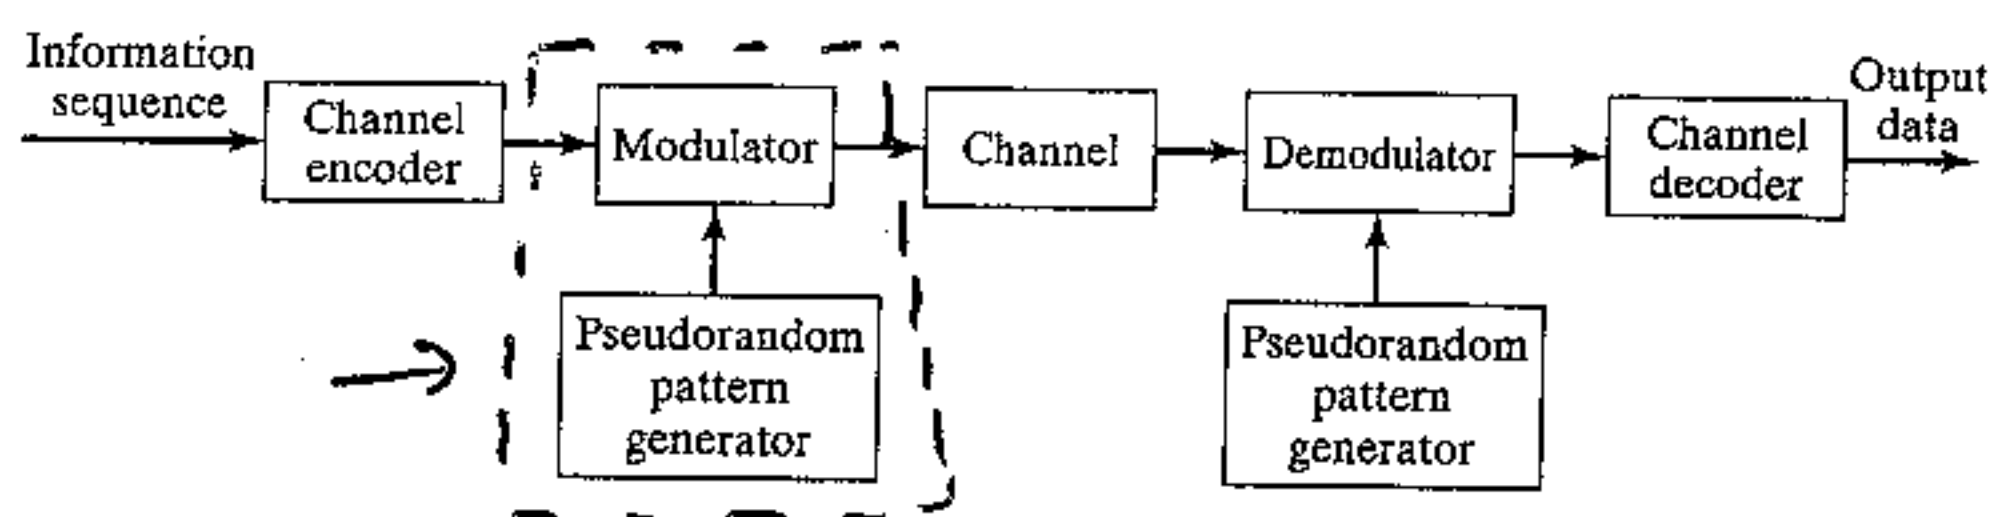 Information
sequence
Channel
encoder
Modulator
Channel
Demodulator
Channel
decoder
Output
data
Pseudorandom
pattern
generator
Pseudorandom
pattern
generator